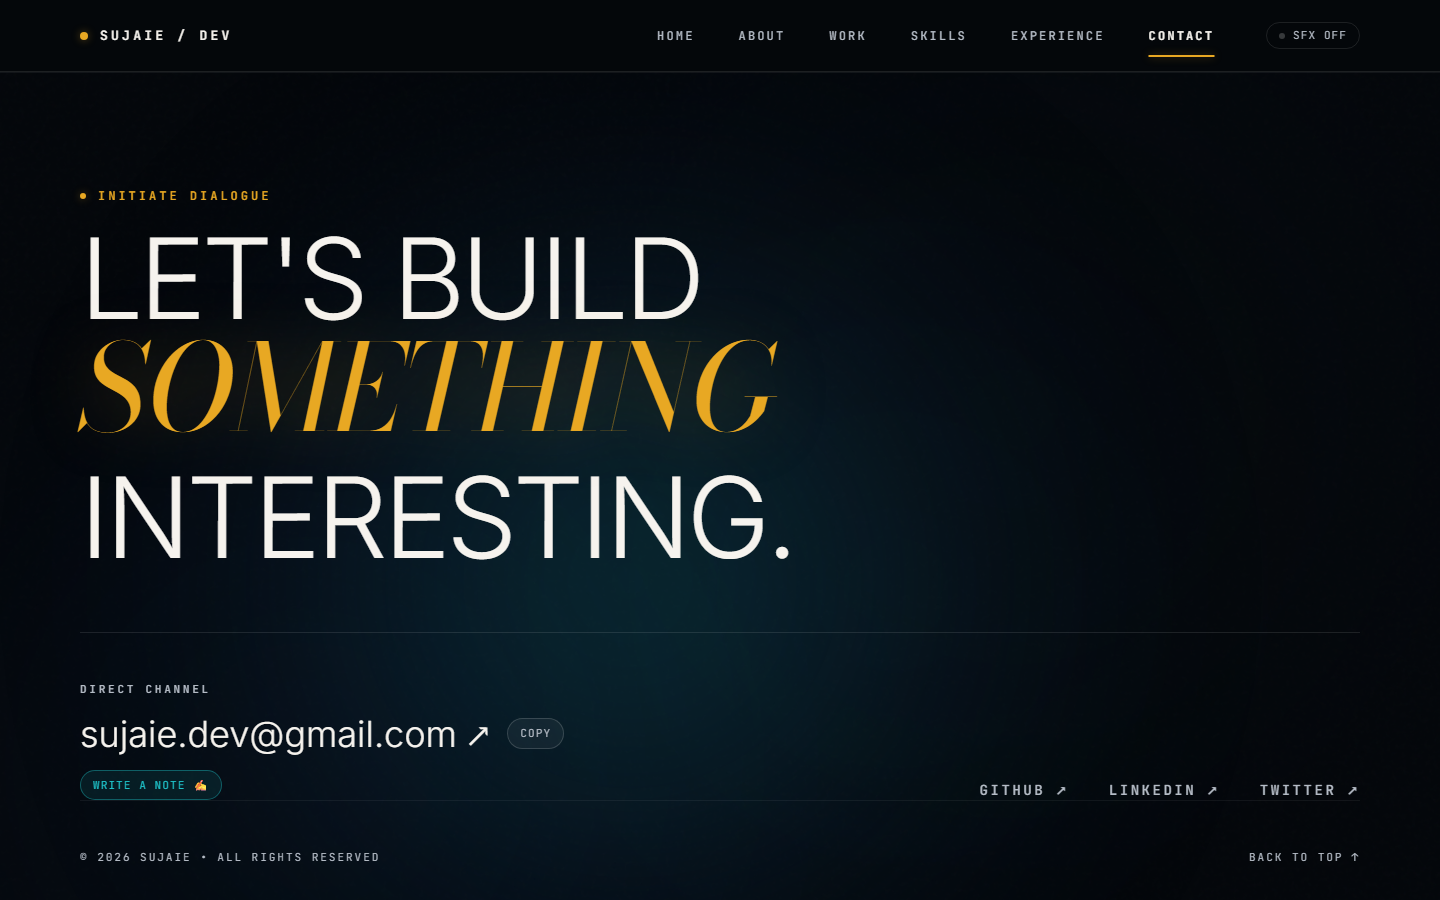 SUJAIE / DEV
HOME ABOUT WORK SKILLS EXPERIENCE CONTACT SFX OFF
INITIATE DIALOGUE
LET'S BUILD
SOMETHING
INTERESTING.
DIRECT CHANNEL
sujaie.dev@gmail.com ↗ COPY
WRITE A NOTE ✍
GITHUB ↗ LINKEDIN ↗ TWITTER ↗
© 2026 SUJAIE • ALL RIGHTS RESERVED
BACK TO TOP ↑